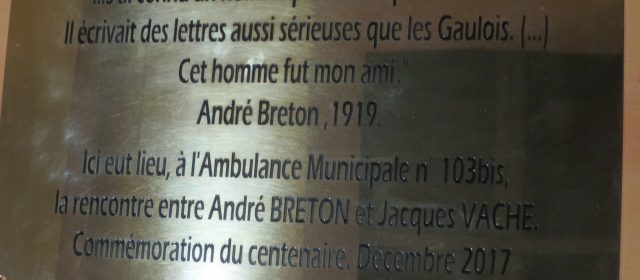 Il écrivait des lettres aussi sérieuses que les Gaulois. (...)
Cet homme fut mon ami."
André Breton ,1919.
Ici eut lieu, à l'Ambulance Municipale n° 103bis,
la rencontre entre André BRETON et Jacques VACHE.
Commémoration du centenaire. Décembre 2017